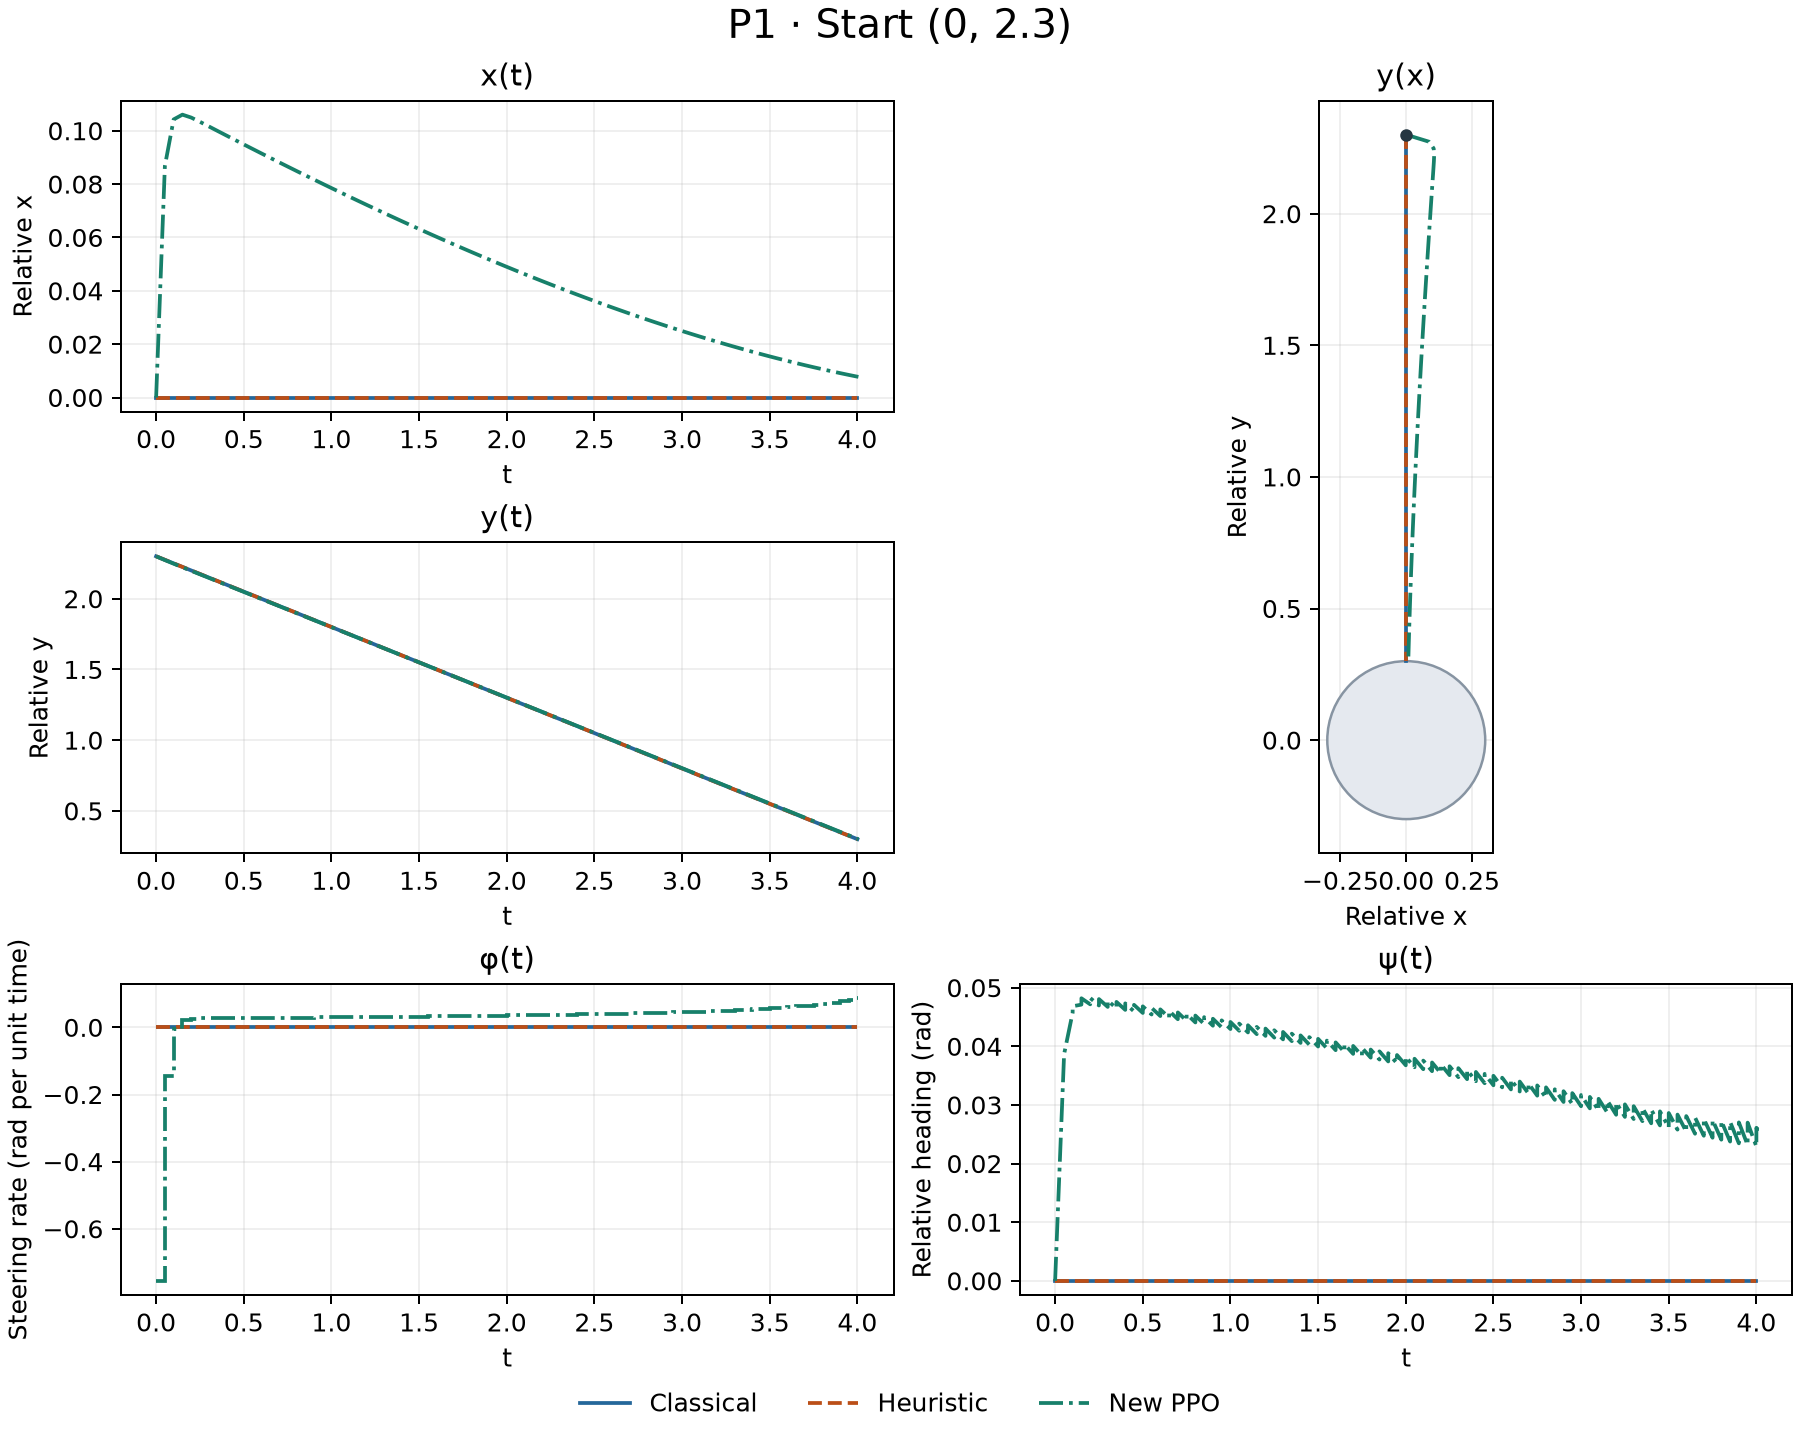 P1 · Start (0, 2.3)
x(t)
Relative x
0.10
0.08
0.06
0.04
0.02
0.00
0.0 0.5 1.0 1.5 2.0 2.5 3.0 3.5 4.0
t
y(x)
Relative y
2.0
1.5
1.0
0.5
0.0
−0.25 0.00 0.25
Relative x
y(t)
Relative y
2.0
1.5
1.0
0.5
0.0 0.5 1.0 1.5 2.0 2.5 3.0 3.5 4.0
t
φ(t)
Steering rate (rad per unit time)
0.0
−0.2
−0.4
−0.6
0.0 0.5 1.0 1.5 2.0 2.5 3.0 3.5 4.0
t
ψ(t)
Relative heading (rad)
0.05
0.04
0.03
0.02
0.01
0.00
0.0 0.5 1.0 1.5 2.0 2.5 3.0 3.5 4.0
t
Classical Heuristic New PPO